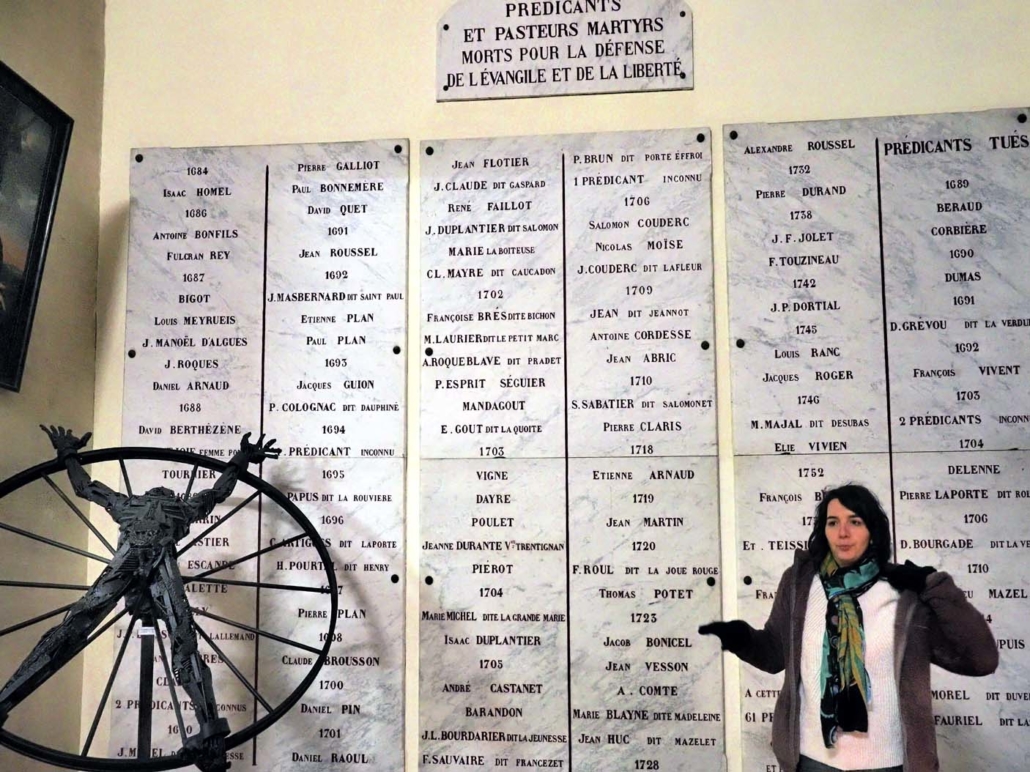 PRÉDICANTS
ET PASTEURS MARTYRS
MORTS POUR LA DÉFENSE
DE L'ÉVANGILE ET DE LA LIBERTÉ
1684
ISAAC HOMEL
1686
ANTOINE BONFILS
FULCRAN REY
1687
BIGOT
LOUIS MEYRUEIS
J. MANOËL D'ALGUES
J. ROQUES
DANIEL ARNAUD
1688
DAVID BERTHÉZÈNE
FEMME
ESCANDE
2 PRÉDICANTS
1690
PIERRE GALLIOT
PAUL BONNEMÈRE
DAVID QUET
1691
JEAN ROUSSEL
1692
J. MASBERNARD DIT SAINT PAUL
ETIENNE PLAN
PAUL PLAN
1693
JACQUES GUION
P. COLOGNAC DIT DAUPHINÉ
1694
PRÉDICANT INCONNU
1695
PAPUS DIT LA ROUVIERE
1696
DIT LAPORTE
H. POURTAL DIT HENRY
PIERRE PLAN
1698
CLAUDE BROUSSON
1700
DANIEL PIN
1701
DANIEL RAOUL
JEAN FLOTIER
J. CLAUDE DIT GASPARD
RENÉ FAILLOT
J. DUPLANTIER DIT SALOMON
MARIE LA BOITEUSE
CL. MAYRE DIT CAUCADON
1702
FRANÇOISE BRÈS DITE BICHON
M. LAURIER DIT LE PETIT MARC
A. ROQUEBLAVE DIT PRADET
P. ESPRIT SÉGUIER
MANDAGOUT
E. GOUT DIT LA QUOITE
1703
VIGNE
DAYRE
POULET
JEANNE DURANTE Vve TRENTIGNAN
PIEROT
1704
MARIE MICHEL DITE LA GRANDE MARIE
ISAAC DUPLANTIER
1705
ANDRÉ CASTANET
BARANDON
J.L. BOURDARIER DIT LA JEUNESSE
F. SAUVAIRE DIT FRANCEZET
P. BRUN DIT PORTE ÉFFROI
1 PRÉDICANT INCONNU
1706
SALOMON COUDERC
NICOLAS MOÏSE
J. COUDERC DIT LAFLEUR
1709
JEAN DIT JEANNOT
ANTOINE CORDESSE
JEAN ABRIC
1710
S. SABATIER DIT SALOMONET
PIERRE CLARIS
1718
ETIENNE ARNAUD
1719
JEAN MARTIN
1720
F. ROUL DIT LA JOUE ROUGE
THOMAS POTET
1723
JACOB BONICEL
JEAN VESSON
A. COMTE
MARIE BLAYNE DITE MADELEINE
JEAN HUC DIT MAZELET
1728
ALEXANDRE ROUSSEL
1732
PIERRE DURAND
1738
J.F. JOLET
F. TOUZINEAU
1742
J.P. DORTIAL
1745
LOUIS RANC
JACQUES ROGER
1746
M. MAJAL DIT DESUBAS
ELIE VIVIEN
1752
FRANÇOIS
ET. TEISSI
A CETTE
61
ET
PRÉDICANTS TUÉS
1689
BERAUD
CORBIÈRE
1690
DUMAS
1691
D. GREVOU DIT LA
1692
FRANÇOIS VIVENT
1703
2 PRÉDICANTS
1704
DELENNE
PIERRE LAPORTE DIT
1706
D. BOURGADE DIT LA
1710
MAZEL
MOREL DIT
FAURIEL DIT